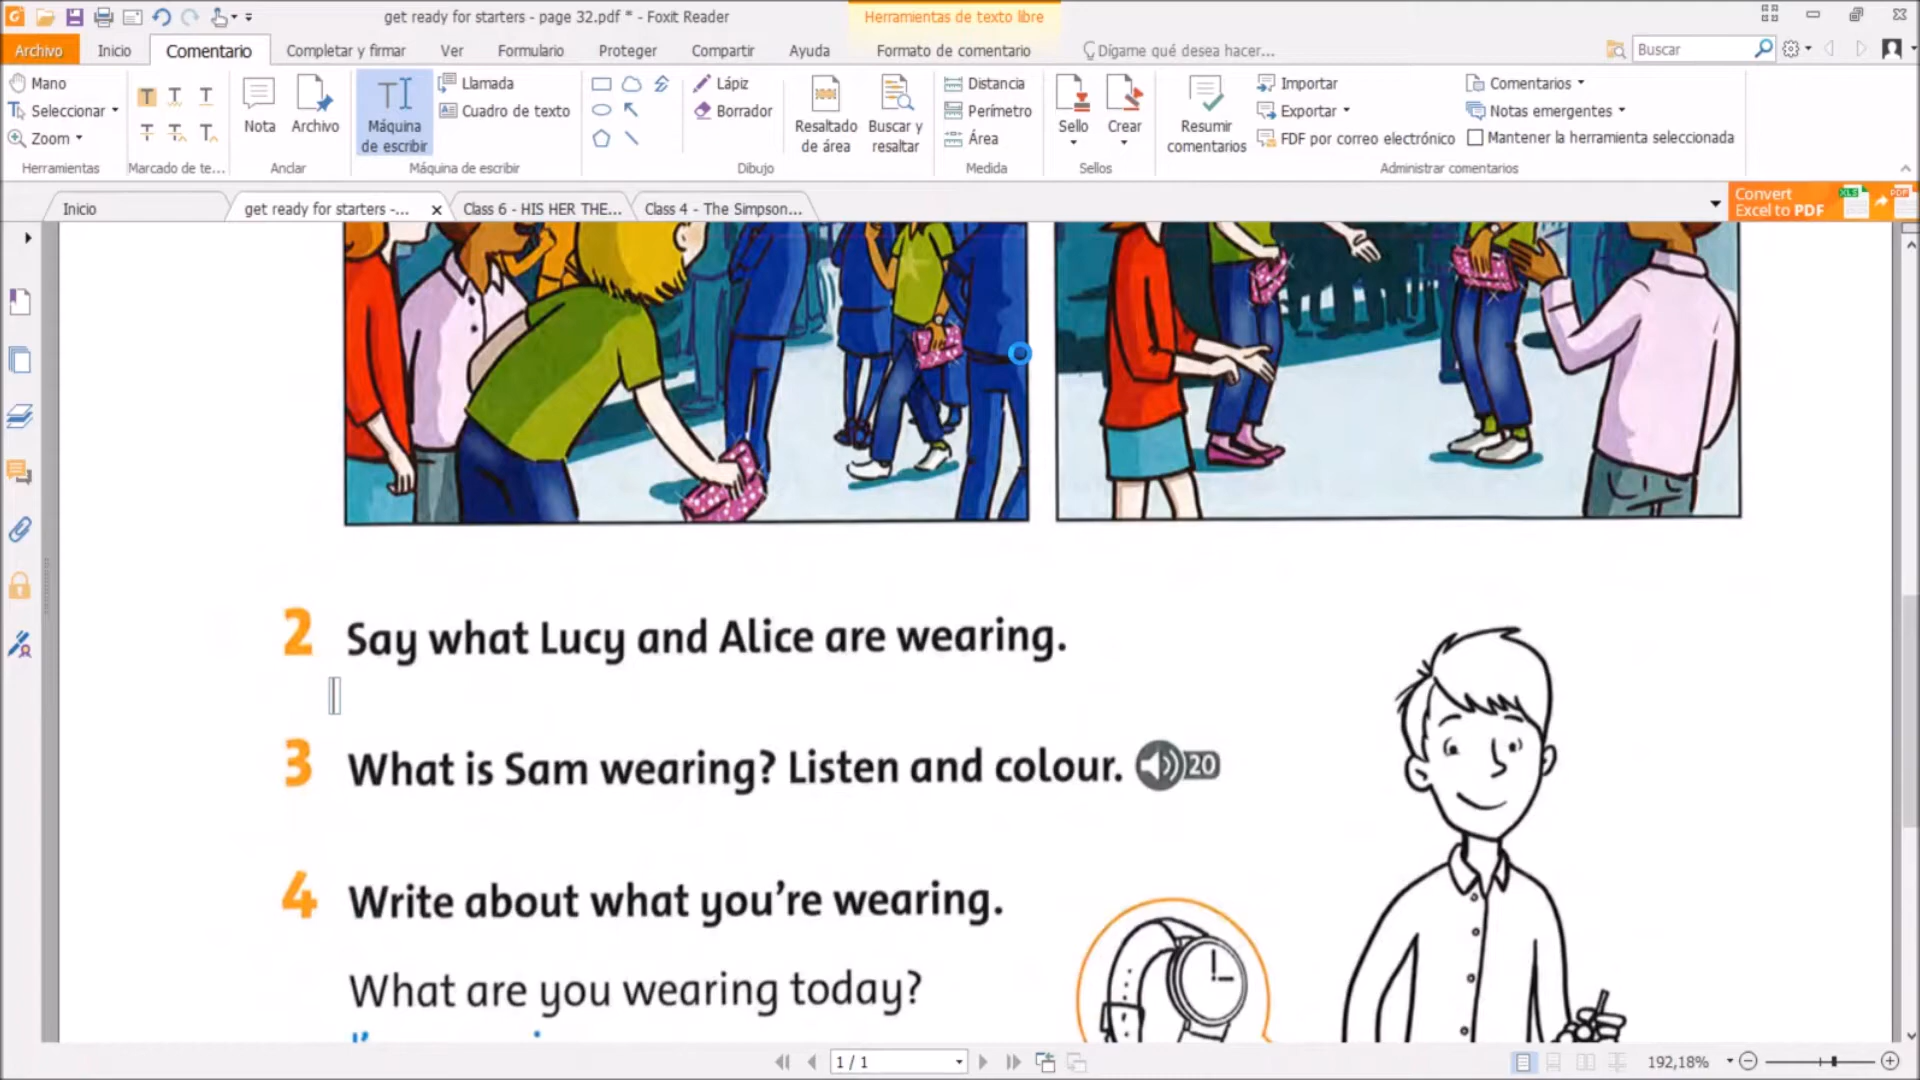 get ready for starters - page 32.pdf * - Foxit Reader
Herramientas de texto libre
Archivo
Inicio
Comentario
Completar y firmar
Ver
Formulario
Proteger
Compartir
Ayuda
Formato de comentario
Dígame qué desea hacer...
Buscar
Mano
Seleccionar
Zoom
Herramientas
Marcado de te...
Nota
Archivo
Anclar
Máquina
de escribir
Llamada
Cuadro de texto
Máquina de escribir
Lápiz
Borrador
Dibujo
Resaltado
de área
Buscar y
resaltar
Distancia
Perímetro
Área
Medida
Sello
Crear
Sellos
Resumir
comentarios
Importar
Exportar
FDF por correo electrónico
Comentarios
Notas emergentes
Mantener la herramienta seleccionada
Administrar comentarios
Inicio
get ready for starters -...
Class 6 - HIS HER THE...
Class 4 - The Simpson...
Convert
Excel to PDF
XLS
PDF
2 Say what Lucy and Alice are wearing.
3 What is Sam wearing? Listen and colour. 20
4 Write about what you're wearing.
What are you wearing today?
1 / 1
192,18%